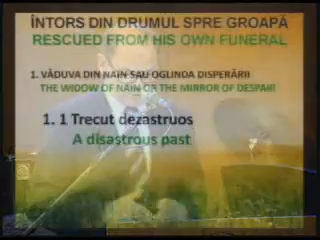 ÎNTORS DIN DRUMUL SPRE GROAPĂ
RESCUED FROM HIS OWN FUNERAL
1. VĂDUVA DIN NAIN SAU OGLINDA DISPERĂRII
THE WIDOW OF NAIN OR THE MIRROR OF DESPAIR
1. 1 Trecut dezastruos
A disastrous past